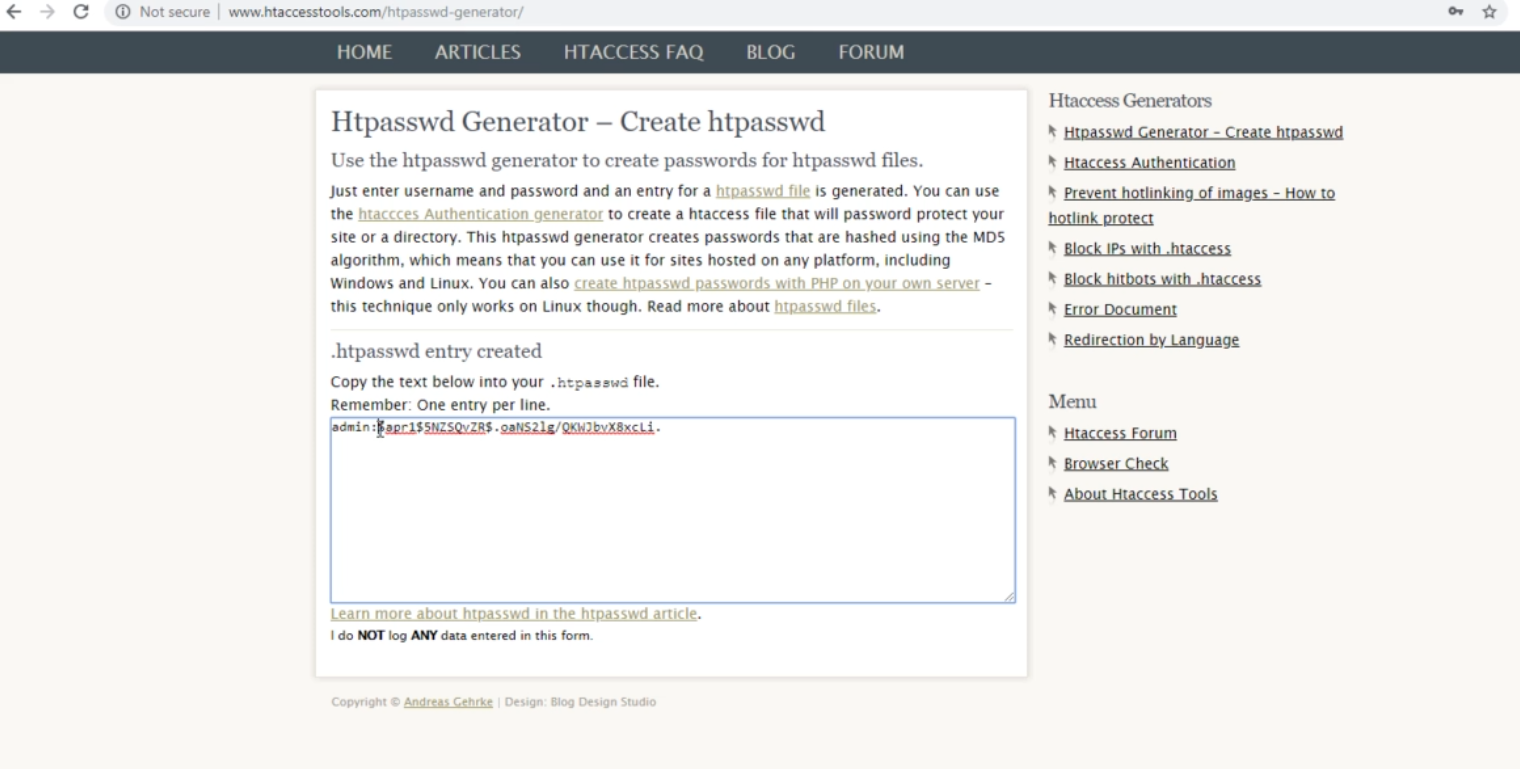 Not secure | www.htaccesstools.com/htpasswd-generator/
HOME ARTICLES HTACCESS FAQ BLOG FORUM
Htpasswd Generator – Create htpasswd
Use the htpasswd generator to create passwords for htpasswd files.
Just enter username and password and an entry for a htpasswd file is generated. You can use
the htaccces Authentication generator to create a htaccess file that will password protect your
site or a directory. This htpasswd generator creates passwords that are hashed using the MD5
algorithm, which means that you can use it for sites hosted on any platform, including
Windows and Linux. You can also create htpasswd passwords with PHP on your own server –
this technique only works on Linux though. Read more about htpasswd files.
.htpasswd entry created
Copy the text below into your .htpasswd file.
Remember: One entry per line.
admin:$apr1$5NZSQvZR$.oaNS2lg/QKWJbvX8xcLi.
Learn more about htpasswd in the htpasswd article.
I do NOT log ANY data entered in this form.
Copyright © Andreas Gehrke | Design: Blog Design Studio
Htaccess Generators
Htpasswd Generator – Create htpasswd
Htaccess Authentication
Prevent hotlinking of images – How to
hotlink protect
Block IPs with .htaccess
Block hitbots with .htaccess
Error Document
Redirection by Language
Menu
Htaccess Forum
Browser Check
About Htaccess Tools